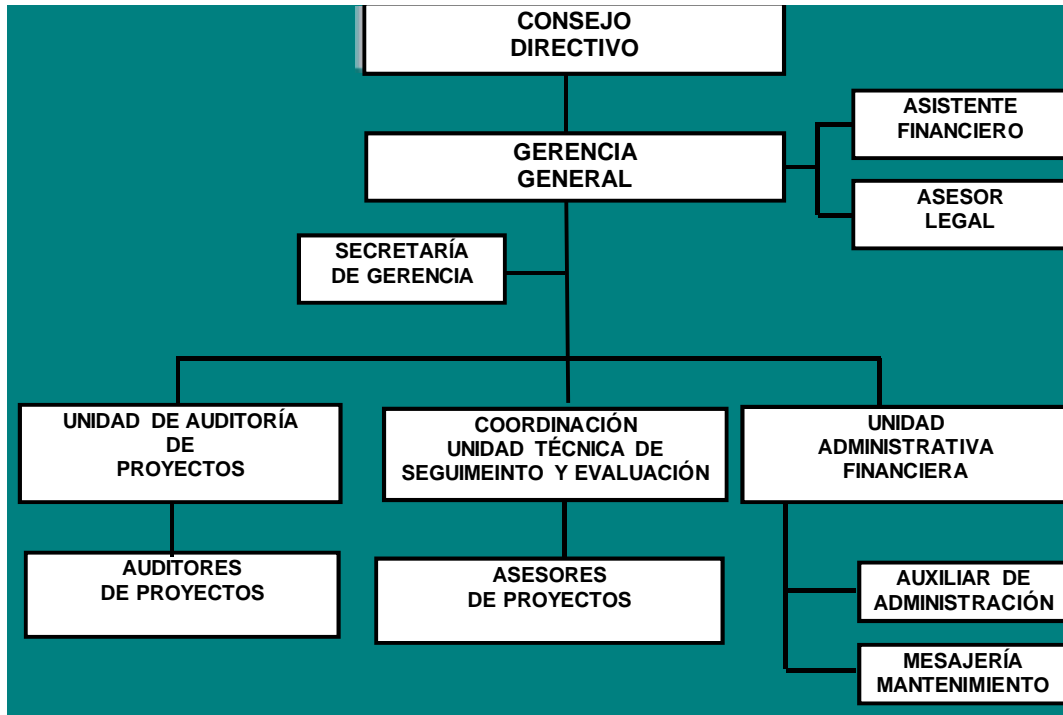 CONSEJO
DIRECTIVO
ASISTENTE
FINANCIERO
GERENCIA
GENERAL
ASESOR
LEGAL
SECRETARÍA
DE GERENCIA
UNIDAD DE AUDITORÍA
DE
PROYECTOS
COORDINACIÓN
UNIDAD TÉCNICA DE
SEGUIMEINTO Y EVALUACIÓN
UNIDAD
ADMINISTRATIVA
FINANCIERA
AUDITORES
DE PROYECTOS
ASESORES
DE PROYECTOS
AUXILIAR DE
ADMINISTRACIÓN
MESAJERÍA
MANTENIMIENTO